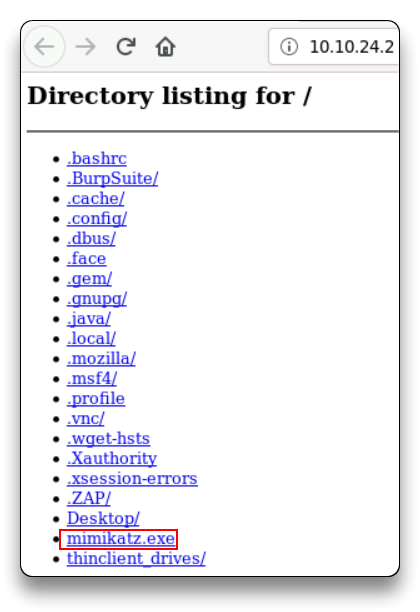 10.10.24.2
Directory listing for /
.bashrc
.BurpSuite/
.cache/
.config/
.dbus/
.face
.gem/
.gnupg/
.java/
.local/
.mozilla/
.msf4/
.profile
.vnc/
.wget-hsts
.Xauthority
.xsession-errors
.ZAP/
Desktop/
mimikatz.exe
thinclient_drives/